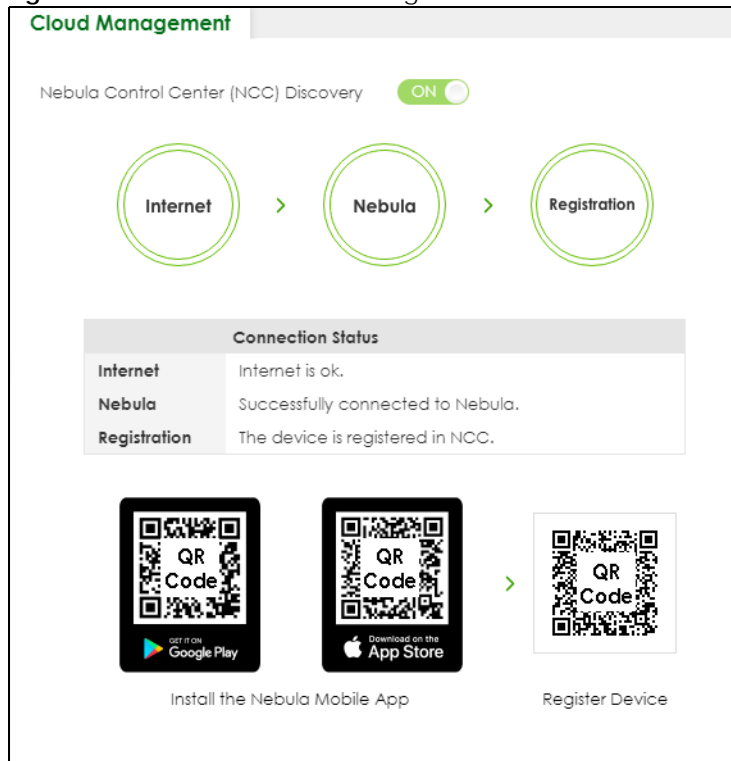 Cloud Management
Nebula Control Center (NCC) Discovery ON
Internet > Nebula > Registration
Connection Status
Internet Internet is ok.
Nebula Successfully connected to Nebula.
Registration The device is registered in NCC.
QR Code
GET IT ON
Google Play
QR Code
Download on the
App Store
>
QR Code
Install the Nebula Mobile App
Register Device